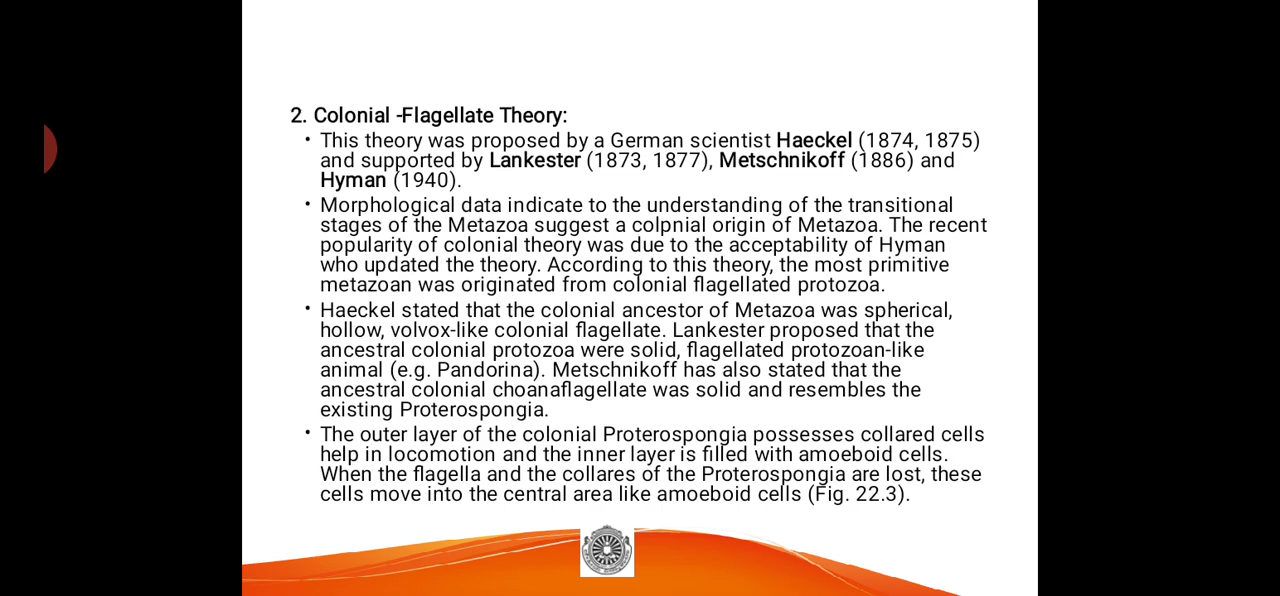 2. Colonial -Flagellate Theory:
• This theory was proposed by a German scientist Haeckel (1874, 1875)
and supported by Lankester (1873, 1877), Metschnikoff (1886) and
Hyman (1940).
• Morphological data indicate to the understanding of the transitional
stages of the Metazoa suggest a colpnial origin of Metazoa. The recent
popularity of colonial theory was due to the acceptability of Hyman
who updated the theory. According to this theory, the most primitive
metazoan was originated from colonial flagellated protozoa.
• Haeckel stated that the colonial ancestor of Metazoa was spherical,
hollow, volvox-like colonial flagellate. Lankester proposed that the
ancestral colonial protozoa were solid, flagellated protozoan-like
animal (e.g. Pandorina). Metschnikoff has also stated that the
ancestral colonial choanaflagellate was solid and resembles the
existing Proterospongia.
• The outer layer of the colonial Proterospongia possesses collared cells
help in locomotion and the inner layer is filled with amoeboid cells.
When the flagella and the collares of the Proterospongia are lost, these
cells move into the central area like amoeboid cells (Fig. 22.3).